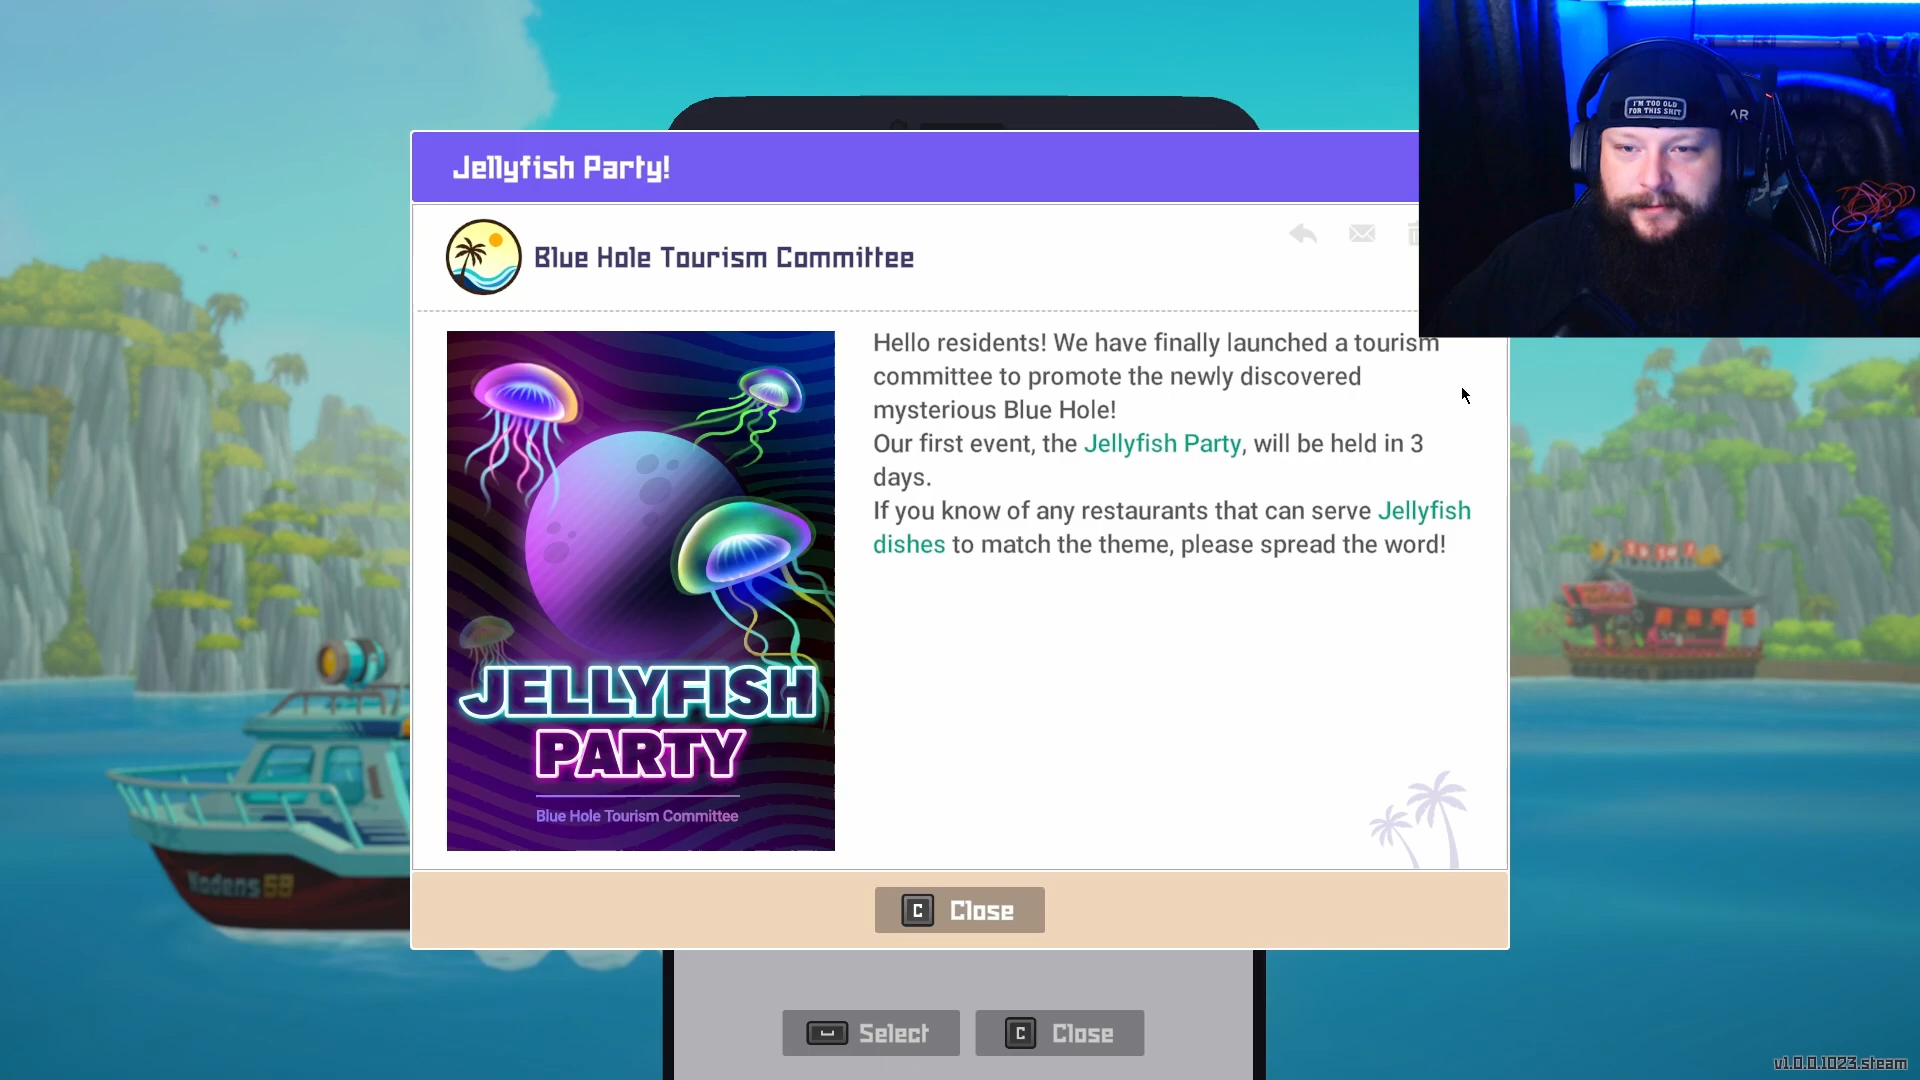 I'M TOO OLD
FOR THIS SHIT
AR
Jellyfish Party!
Blue Hole Tourism Committee
Hello residents! We have finally launched a tourism
committee to promote the newly discovered
mysterious Blue Hole!
Our first event, the Jellyfish Party, will be held in 3
days.
If you know of any restaurants that can serve Jellyfish
dishes to match the theme, please spread the word!
JELLYFISH
PARTY
Blue Hole Tourism Committee
Nadens 68
C Close
Select
C Close
v1.0.0.1023.steam